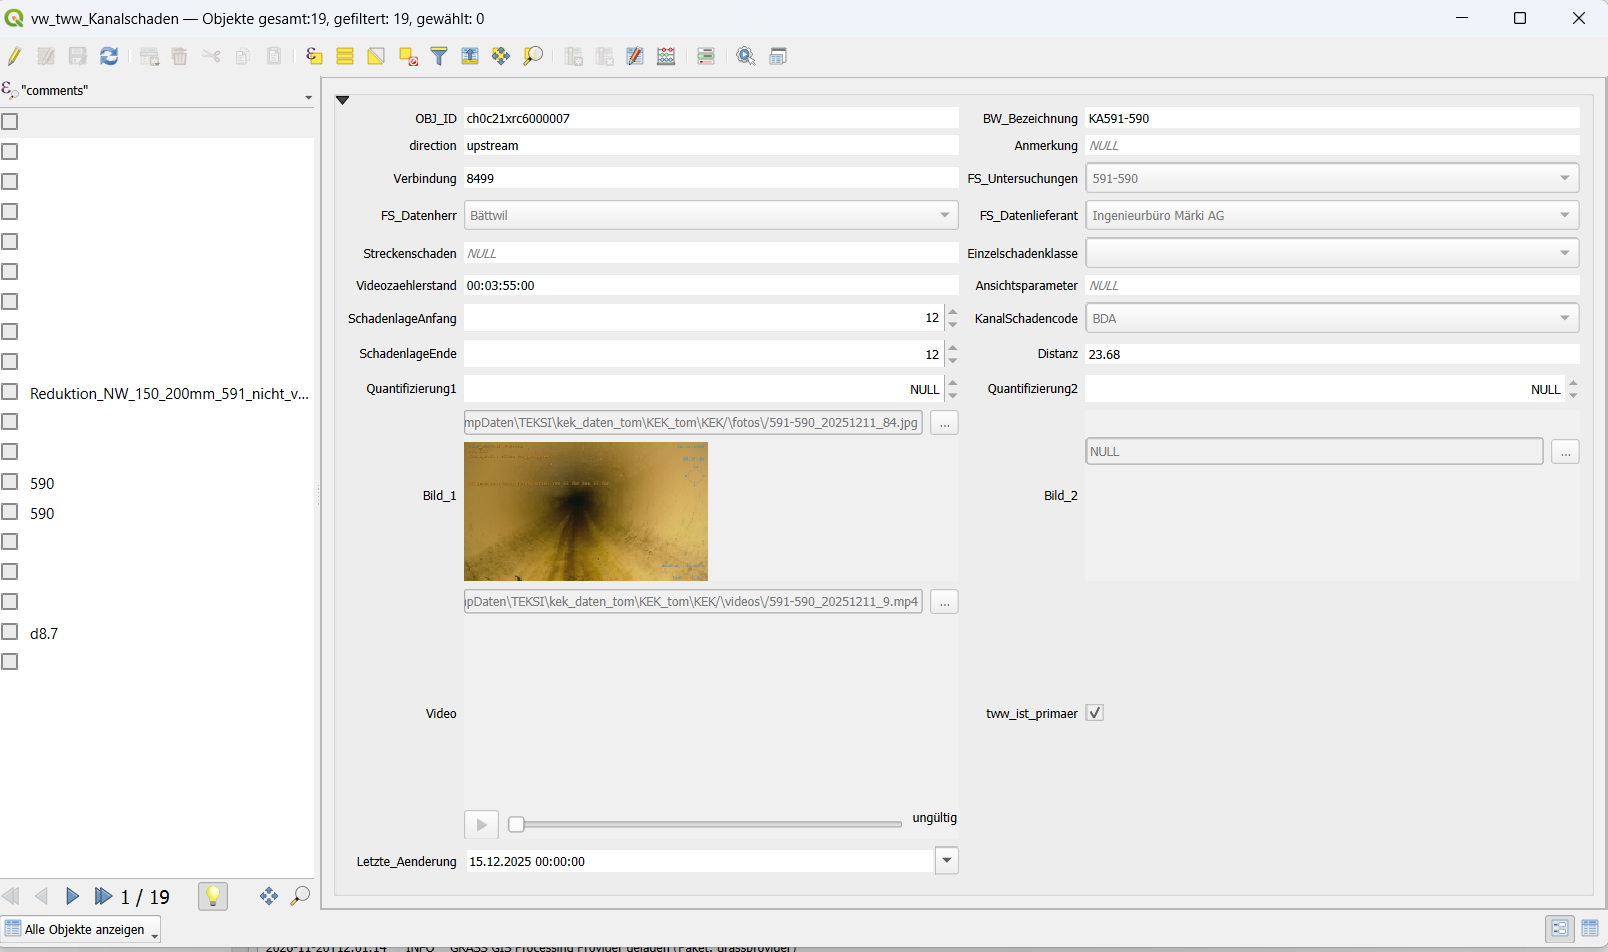 vw_tww_Kanalschaden — Objekte gesamt:19, gefiltert: 19, gewählt: 0
"comments"
Reduktion_NW_150_200mm_591_nicht_v...
590
590
d8.7
OBJ_ID ch0c21xrc6000007 BW_Bezeichnung KA591-590
direction upstream Anmerkung NULL
Verbindung 8499 FS_Untersuchungen 591-590
FS_Datenherr Bättwil FS_Datenlieferant Ingenieurbüro Märki AG
Streckenschaden NULL Einzelschadenklasse
Videozaehlerstand 00:03:55:00 Ansichtsparameter NULL
SchadenlageAnfang 12 KanalSchadencode BDA
SchadenlageEnde 12 Distanz 23.68
Quantifizierung1 NULL Quantifizierung2 NULL
mpDaten\TEKSI\kek_daten_tom\KEK_tom\KEK/\fotos\/591-590_20251211_84.jpg ...
NULL ...
Bild_1 Bild_2
pDaten\TEKSI\kek_daten_tom\KEK_tom\KEK/\videos\/591-590_20251211_9.mp4 ...
Video tww_ist_primaer
ungültig
Letzte_Aenderung 15.12.2025 00:00:00
1 / 19
Alle Objekte anzeigen